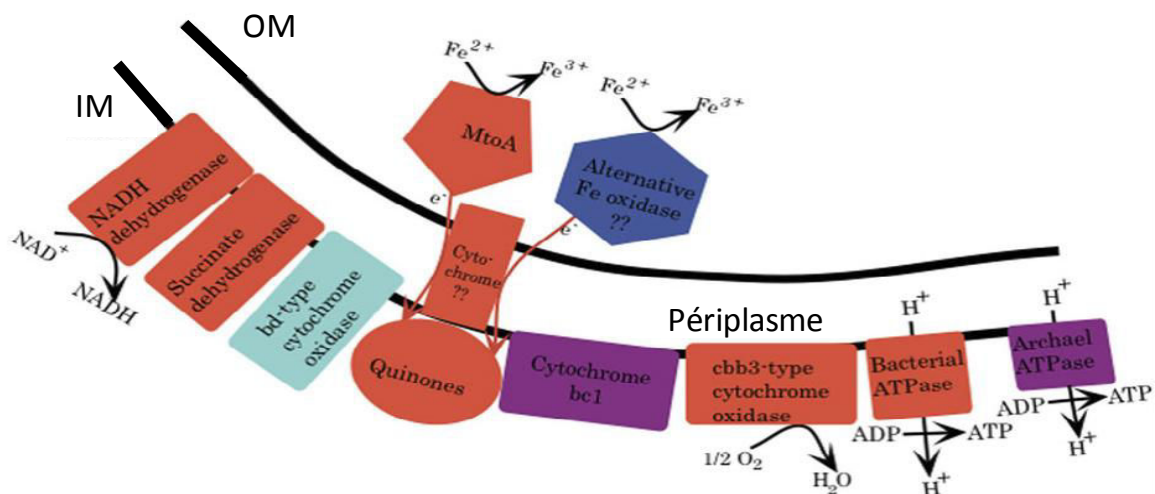 OM
IM
Fe2+
Fe3+
MtoA
Fe2+
Fe3+
Alternative
Fe oxidase
??
e-
e-
NADH
dehydrogenase
NAD+
NADH
Succinate
dehydrogenase
bd-type
cytochrome
oxidase
Cyto-
chrome
??
Quinones
Cytochrome
bc1
Périplasme
cbb3-type
cytochrome
oxidase
1/2 O2
H2O
H+
Bacterial
ATPase
ADP
ATP
H+
H+
Archael
ATPase
ADP
ATP
H+